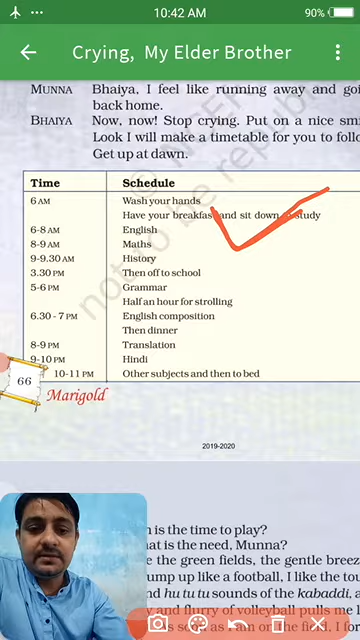 10:42 AM
90%
Crying, My Elder Brother
MUNNA Bhaiya, I feel like running away and
back home.
BHAIYA Now, now! Stop crying. Put on a nice
Look I will make a timetable for you to
Get up at dawn.
Time Schedule
6 AM Wash your hands
Have your breakfast and sit down to study
6-8 AM English
8-9 AM Maths
9-9.30 AM History
3.30 PM Then off to school
5-6 PM Grammar
Half an hour for strolling
6.30 - 7 PM English composition
Then dinner
8-9 PM Translation
9-10 PM Hindi
10-11 PM Other subjects and then to bed
66
Marigold
2019-2020
is the time to play?
is the need, Munna?
the green fields, the gentle
up like a football, I like the
hu tu tu sounds of the kabaddi,
and flurry of volleyball pulls me
as soon as I am on the field, I